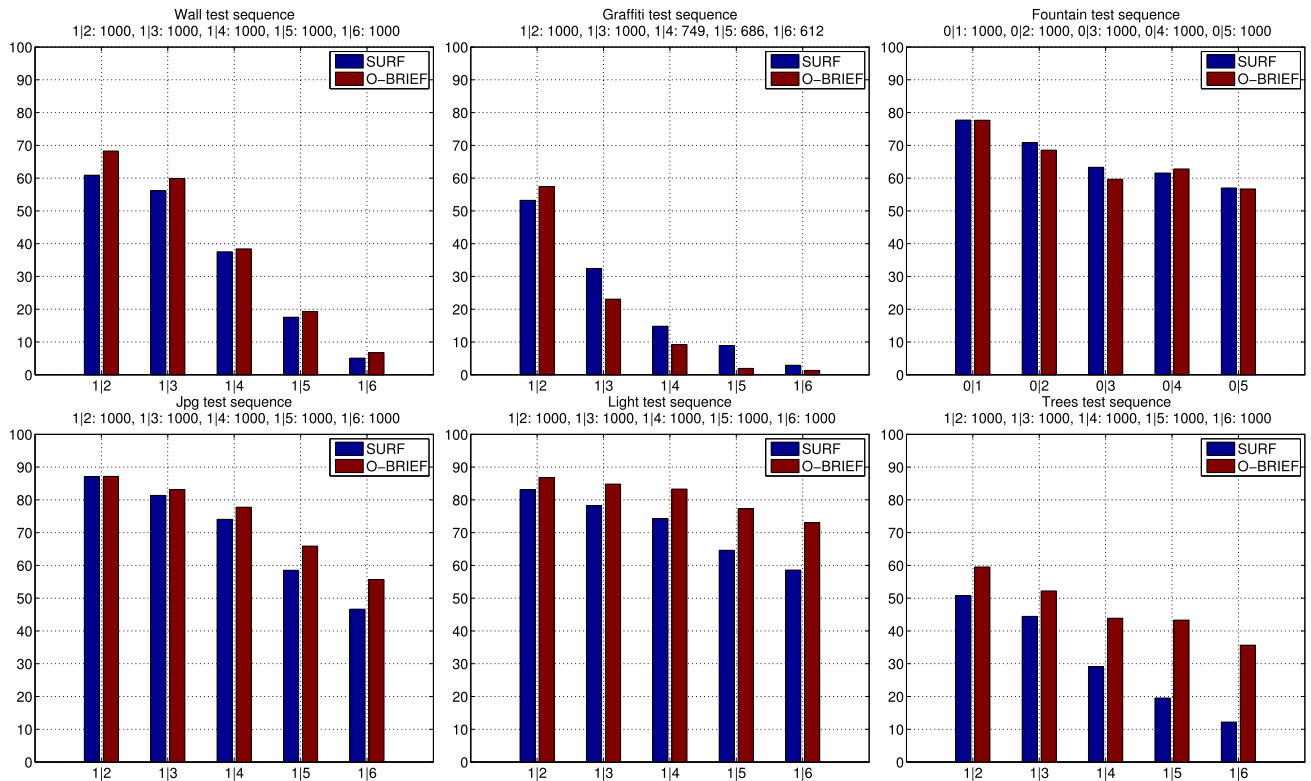 Wall test sequence
1|2: 1000, 1|3: 1000, 1|4: 1000, 1|5: 1000, 1|6: 1000
100
90
80
70
60
50
40
30
20
10
0
SURF
O-BRIEF
1|2 1|3 1|4 1|5 1|6
Graffiti test sequence
1|2: 1000, 1|3: 1000, 1|4: 749, 1|5: 686, 1|6: 612
100
90
80
70
60
50
40
30
20
10
0
SURF
O-BRIEF
1|2 1|3 1|4 1|5 1|6
Fountain test sequence
0|1: 1000, 0|2: 1000, 0|3: 1000, 0|4: 1000, 0|5: 1000
100
90
80
70
60
50
40
30
20
10
0
SURF
O-BRIEF
0|1 0|2 0|3 0|4 0|5
Jpg test sequence
1|2: 1000, 1|3: 1000, 1|4: 1000, 1|5: 1000, 1|6: 1000
100
90
80
70
60
50
40
30
20
10
0
SURF
O-BRIEF
1|2 1|3 1|4 1|5 1|6
Light test sequence
1|2: 1000, 1|3: 1000, 1|4: 1000, 1|5: 1000, 1|6: 1000
100
90
80
70
60
50
40
30
20
10
0
SURF
O-BRIEF
1|2 1|3 1|4 1|5 1|6
Trees test sequence
1|2: 1000, 1|3: 1000, 1|4: 1000, 1|5: 1000, 1|6: 1000
100
90
80
70
60
50
40
30
20
10
0
SURF
O-BRIEF
1|2 1|3 1|4 1|5 1|6